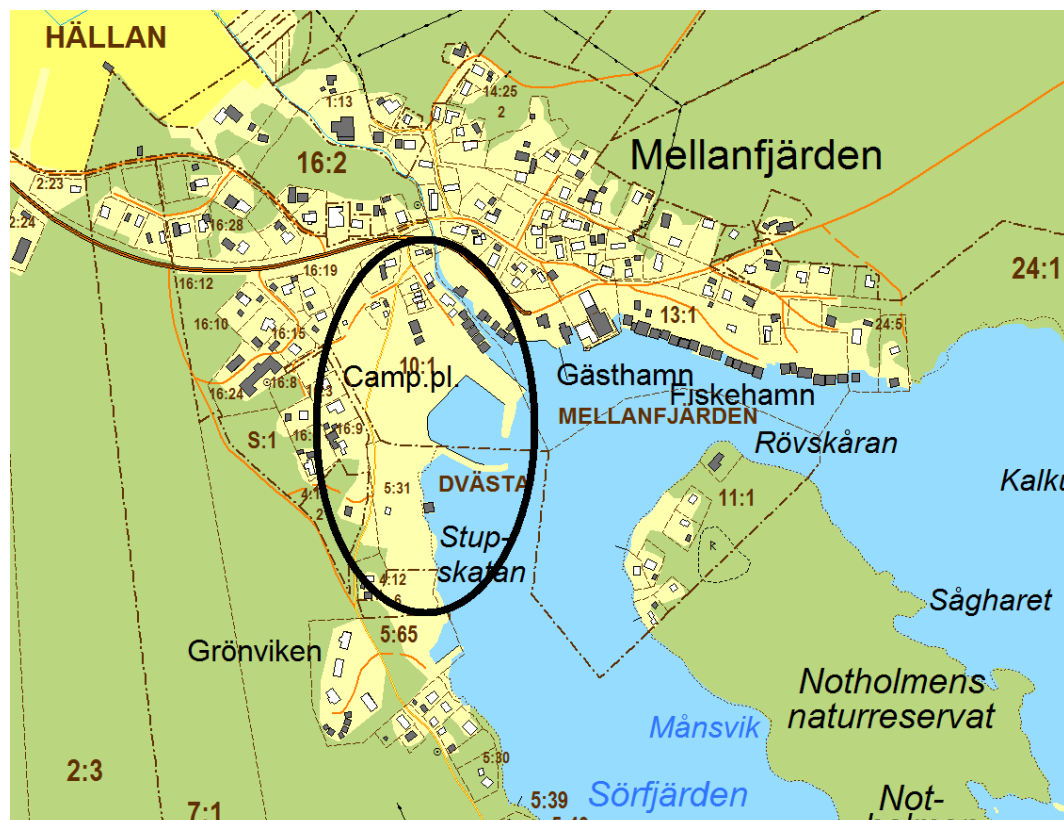 HÄLLAN
14:25
2
1:13
Mellanfjärden
16:2
2:23
2:24
16:28
16:19
24:1
16:12
16:10
16:15
13:1
24:5
10:1
Camp.pl.
Gästhamn
Fiskehamn
16:8
16:24
MELLANFJÄRDEN
S:1
16:9
Rövskåran
5:31
DVÄSTA
11:1
R
Stup-
skatan
4:12
6
Sågharet
5:65
Grönviken
Notholmens
naturreservat
Månsvik
5:30
2:3
Sörfjärden
5:39
Not-
7:1